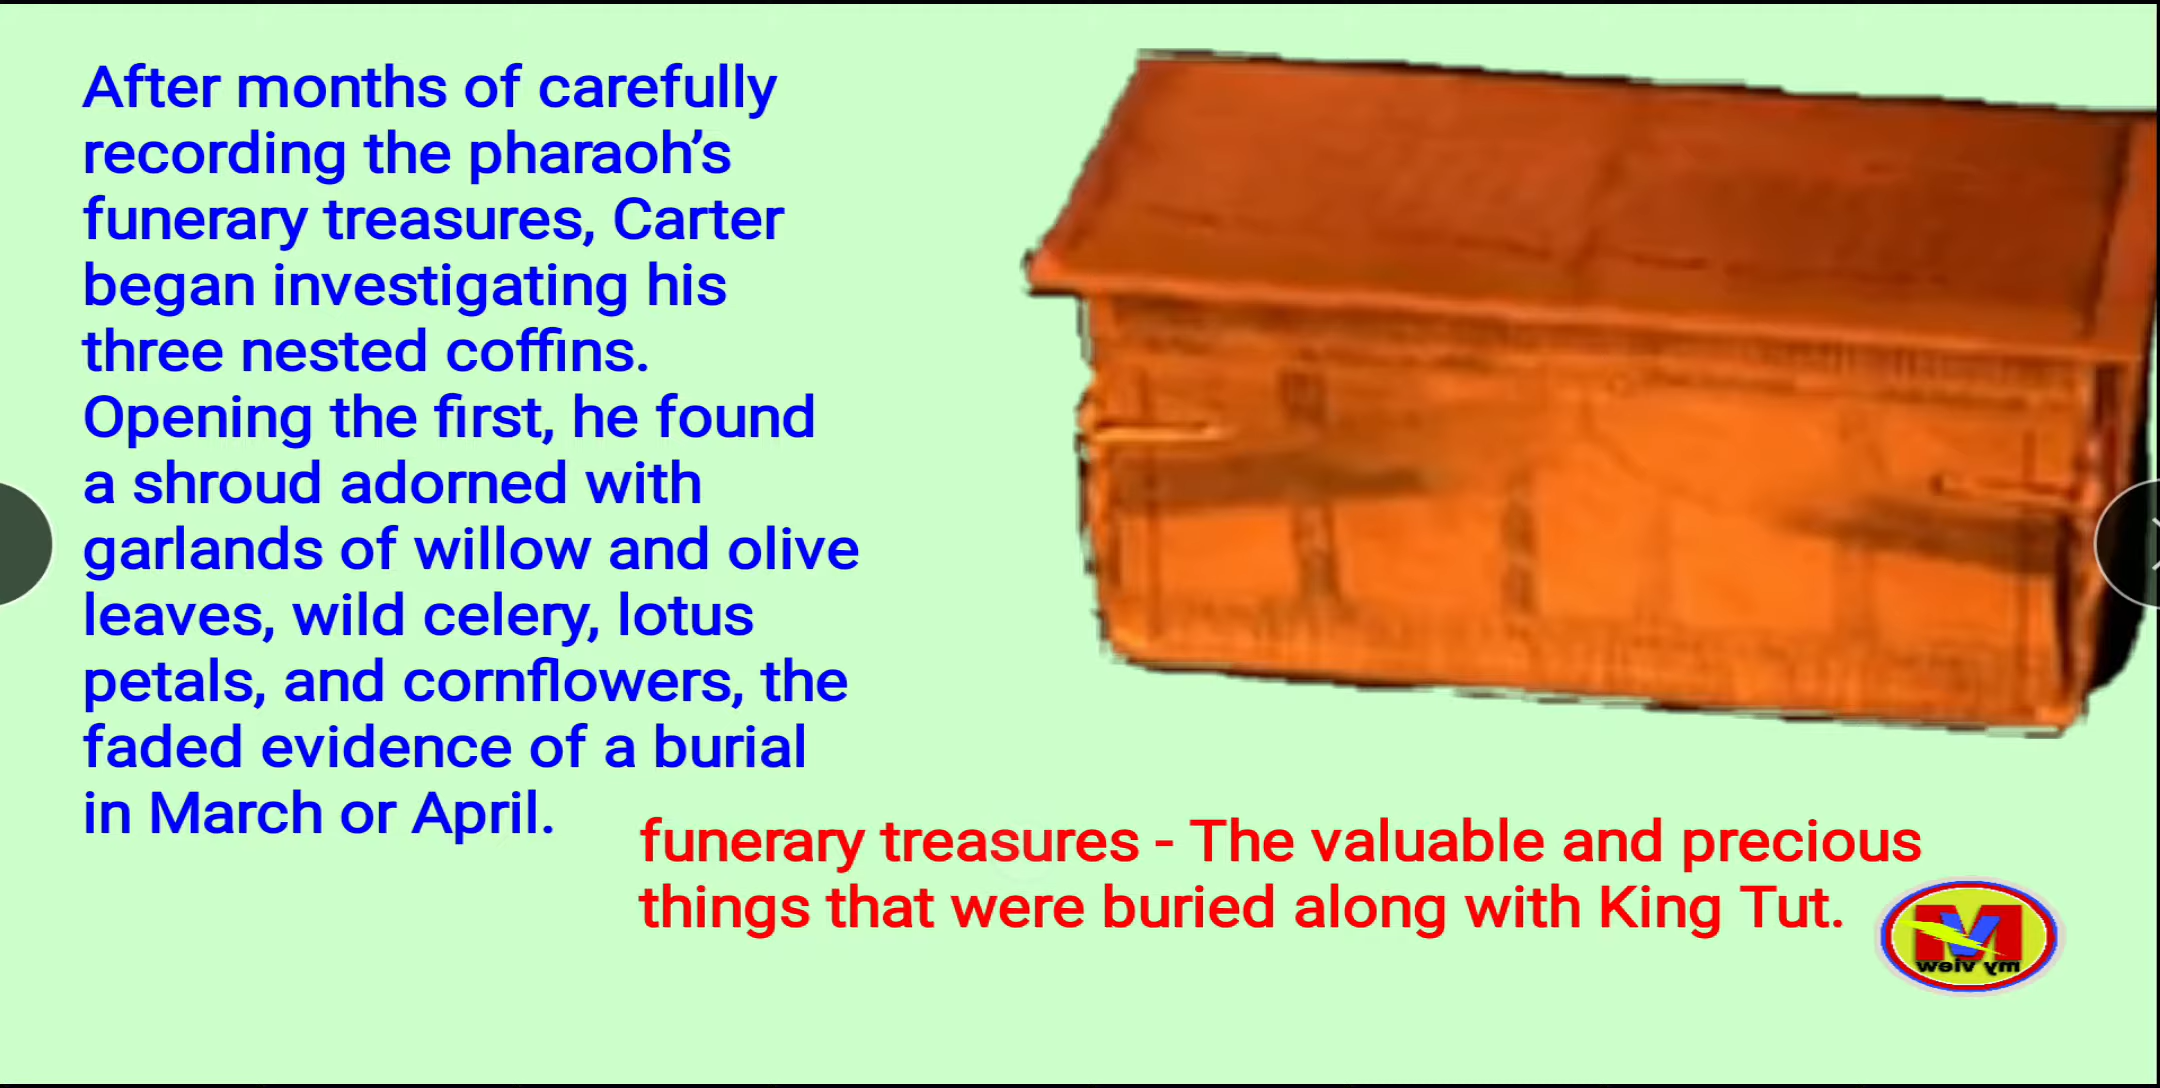 After months of carefully
recording the pharaoh’s
funerary treasures, Carter
began investigating his
three nested coffins.
Opening the first, he found
a shroud adorned with
garlands of willow and olive
leaves, wild celery, lotus
petals, and cornflowers, the
faded evidence of a burial
in March or April.
funerary treasures - The valuable and precious
things that were buried along with King Tut.
MV
my view